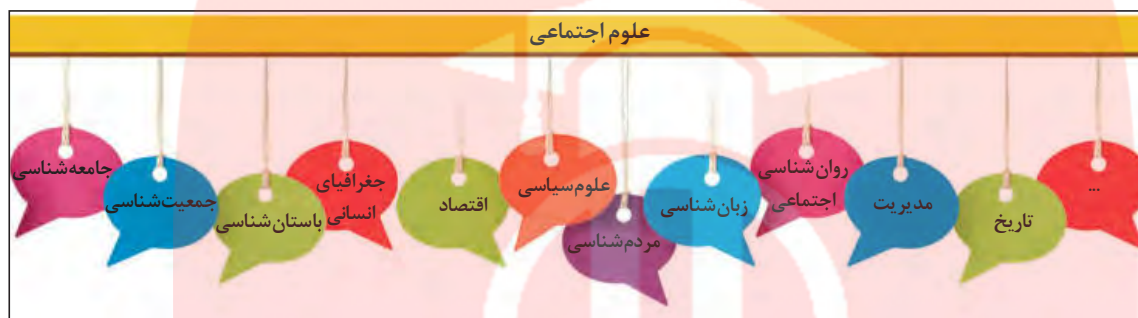 علوم اجتماعی
...
تاریخ
مدیریت
روان‌شناسی
اجتماعی
زبان‌شناسی
مردم‌شناسی
علوم سیاسی
اقتصاد
جغرافیای
انسانی
باستان‌شناسی
جمعیت‌شناسی
جامعه‌شناسی